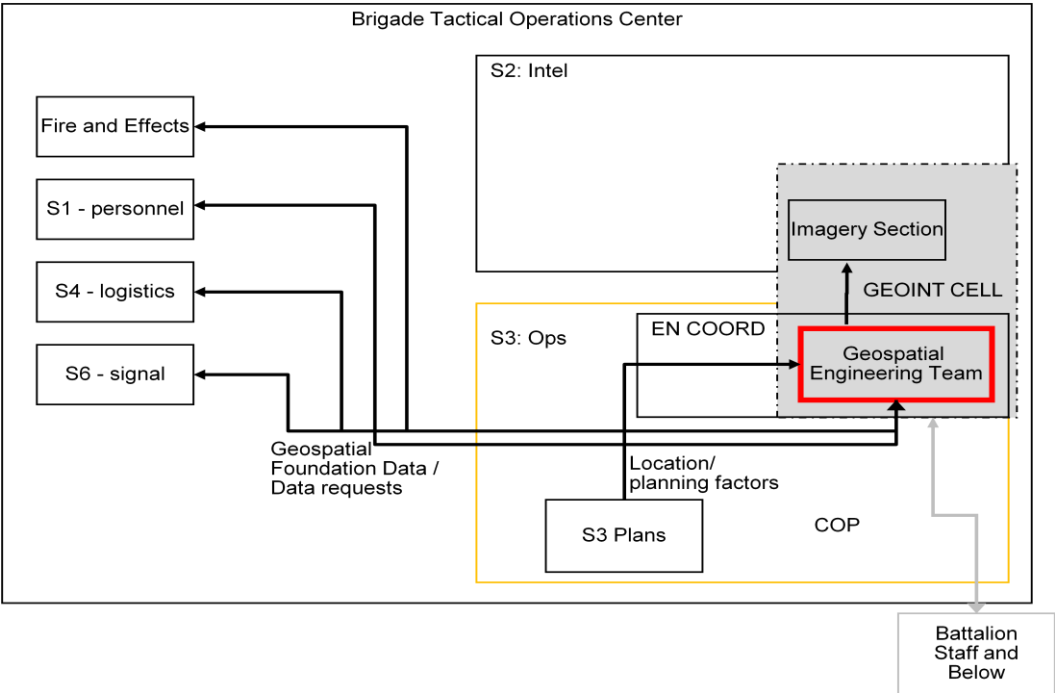 Brigade Tactical Operations Center
S2: Intel
Fire and Effects
S1 - personnel
Imagery Section
S4 - logistics
GEOINT CELL
S3: Ops
EN COORD
Geospatial
Engineering Team
S6 - signal
Geospatial
Foundation Data /
Data requests
Location/
planning factors
S3 Plans
COP
Battalion
Staff and
Below